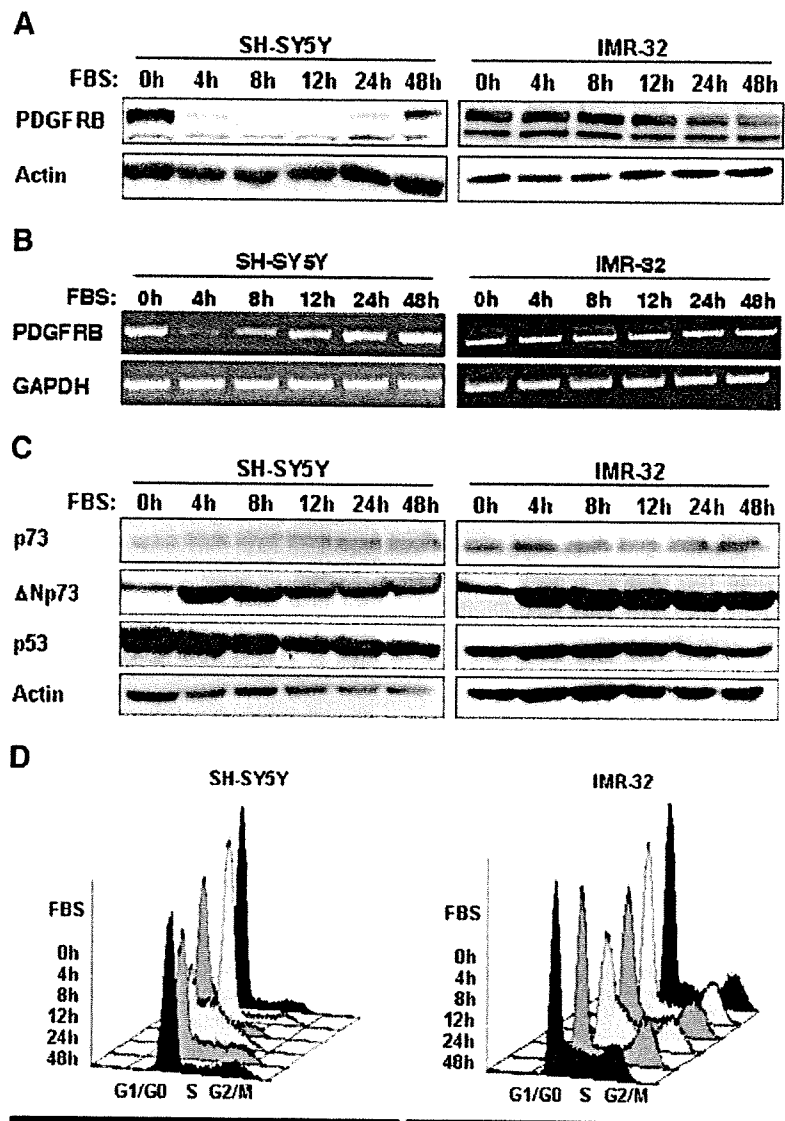 A
SH-SY5Y IMR-32
FBS: 0h 4h 8h 12h 24h 48h 0h 4h 8h 12h 24h 48h
PDGFRB
Actin
B
SH-SY5Y IMR-32
FBS: 0h 4h 8h 12h 24h 48h 0h 4h 8h 12h 24h 48h
PDGFRB
GAPDH
C
SH-SY5Y IMR-32
FBS: 0h 4h 8h 12h 24h 48h 0h 4h 8h 12h 24h 48h
p73
ΔNp73
p53
Actin
D
SH-SY5Y IMR-32
FBS FBS
0h 0h
4h 4h
8h 8h
12h 12h
24h 24h
48h 48h
G1/G0 S G2/M G1/G0 S G2/M